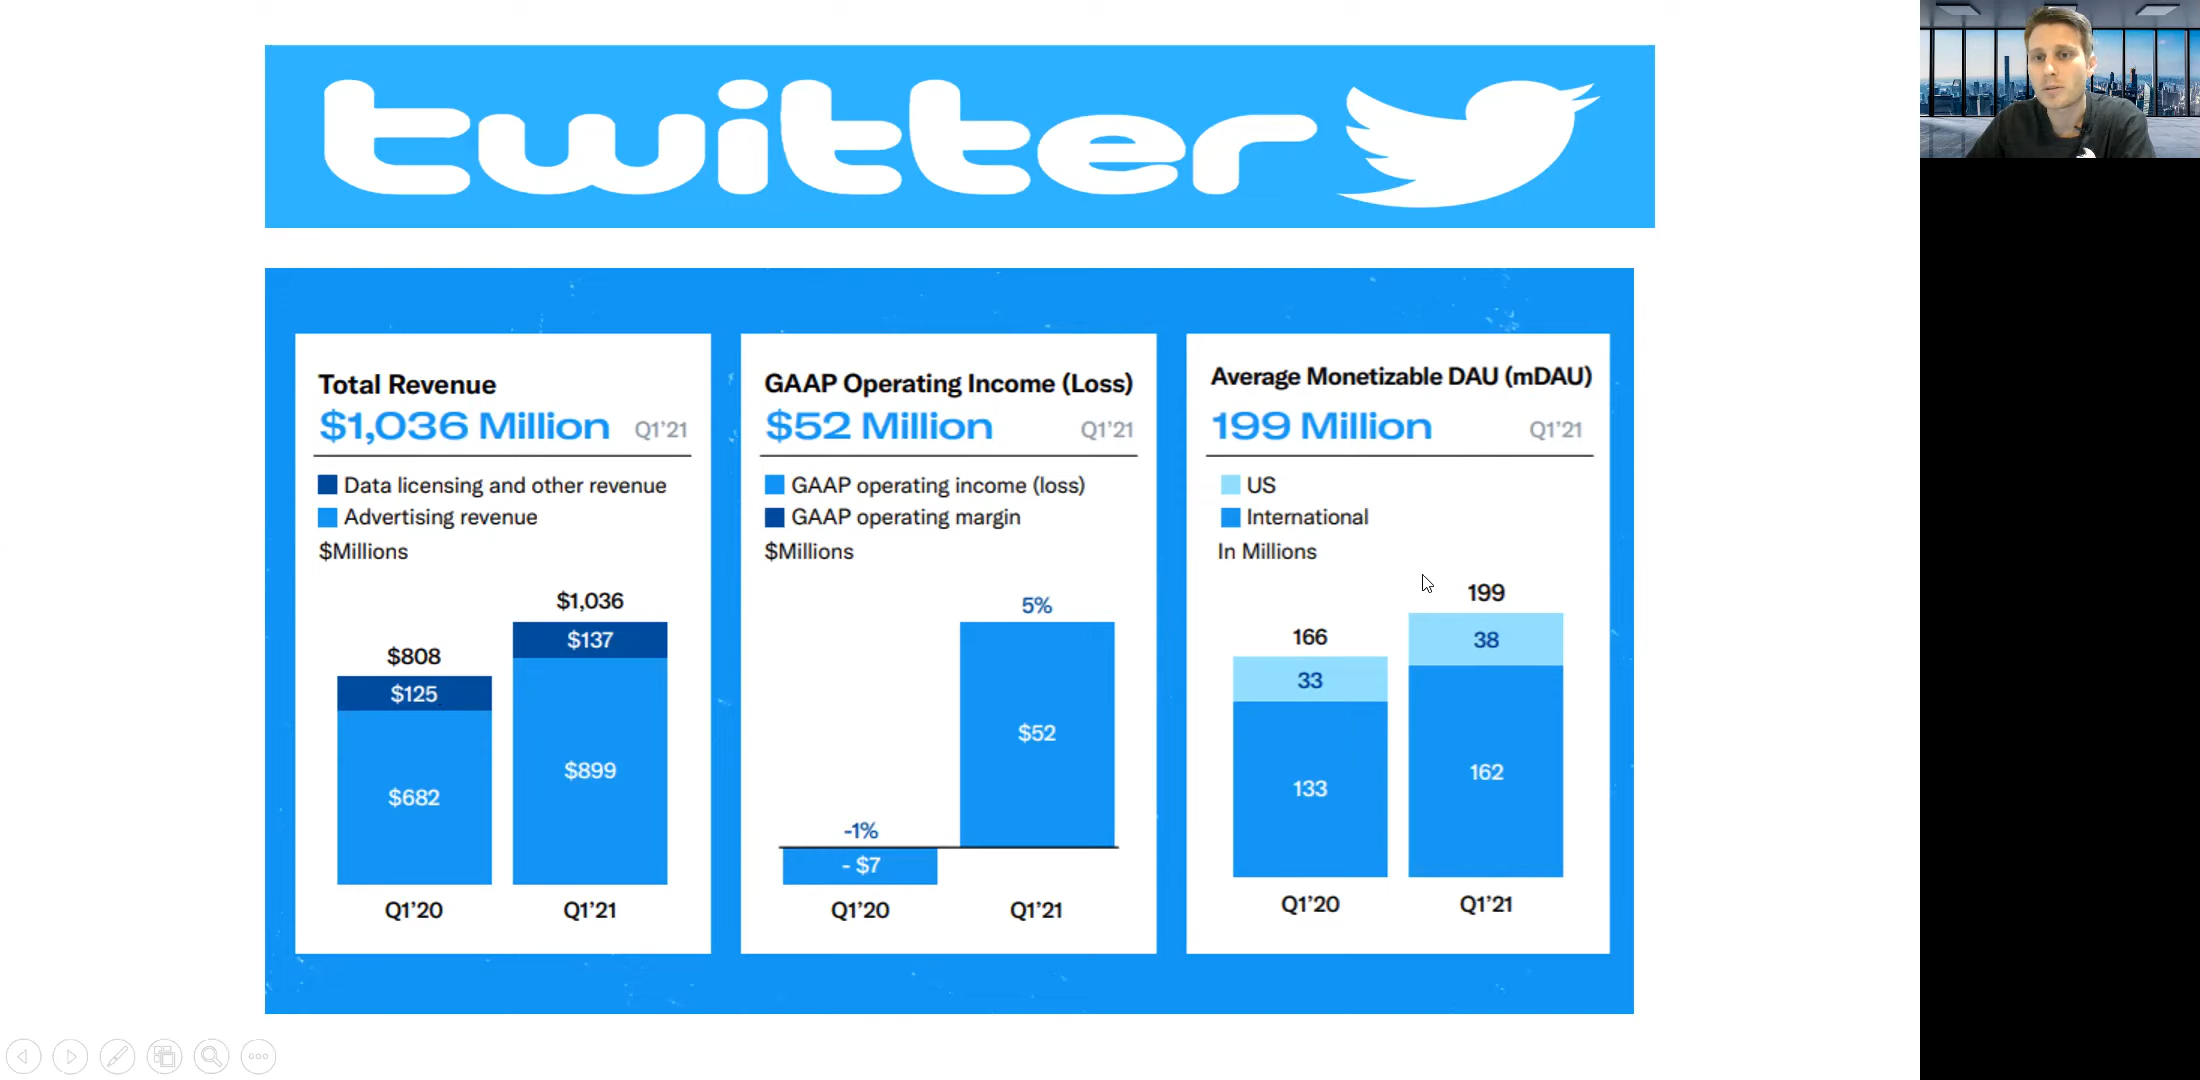 twitter
Total Revenue
$1,036 Million Q1'21
Data licensing and other revenue
Advertising revenue
$Millions
$808
$125
$682
Q1'20
$1,036
$137
$899
Q1'21
GAAP Operating Income (Loss)
$52 Million Q1'21
GAAP operating income (loss)
GAAP operating margin
$Millions
-1%
- $7
Q1'20
5%
$52
Q1'21
Average Monetizable DAU (mDAU)
199 Million Q1'21
US
International
In Millions
166
33
133
Q1'20
199
38
162
Q1'21